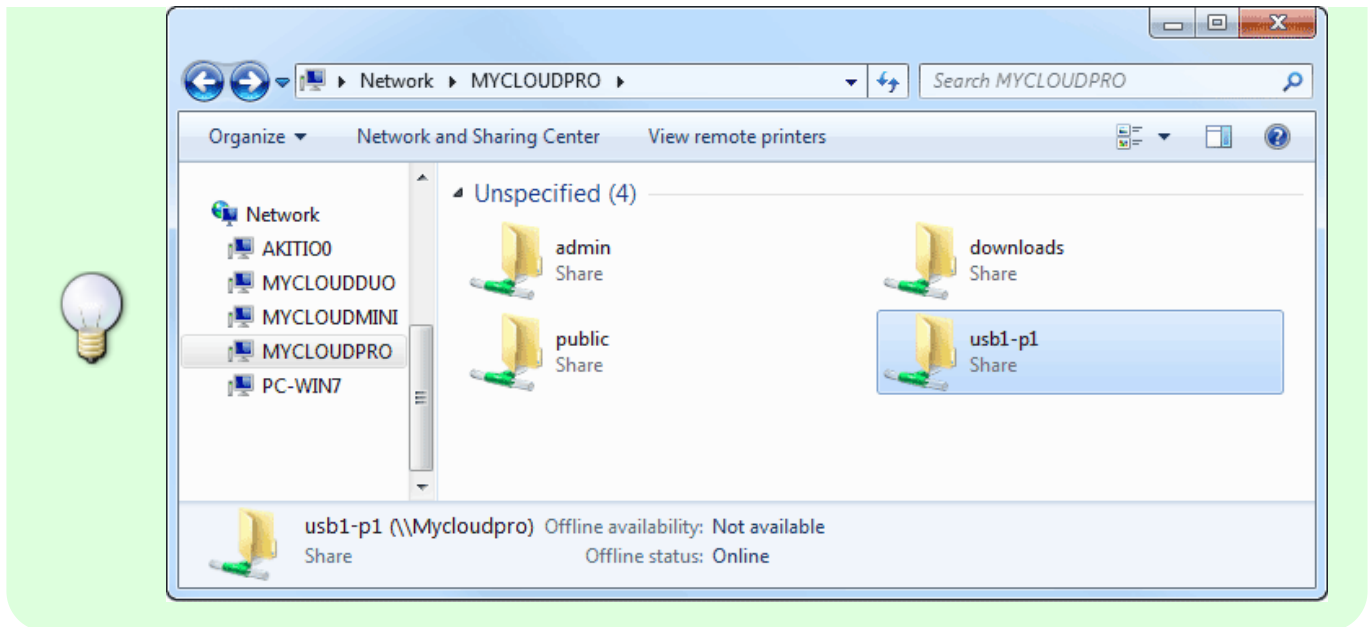 Network MYCLOUDPRO
Search MYCLOUDPRO
Organize Network and Sharing Center View remote printers
Network
AKITIO0
MYCLOUDDUO
MYCLOUDMINI
MYCLOUDPRO
PC-WIN7
Unspecified (4)
admin
Share
downloads
Share
public
Share
usb1-p1
Share
usb1-p1 (\\Mycloudpro) Offline availability: Not available
Share Offline status: Online